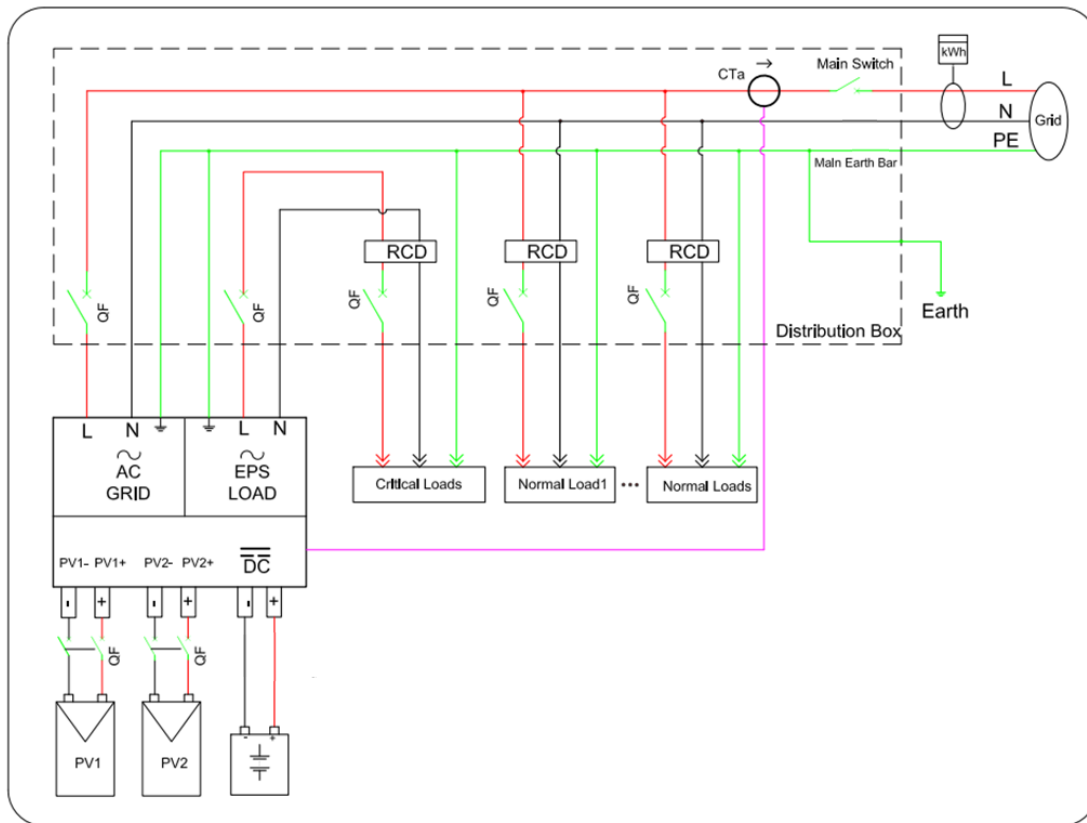 kWh
CTa
Main Switch
L
N
Grid
PE
Main Earth Bar
RCD
RCD
RCD
QF
QF
QF
QF
QF
Earth
Distribution Box
L
N
L
N
AC
GRID
EPS
LOAD
Critical Loads
Normal Load1
...
Normal Loads
PV1-
PV1+
PV2-
PV2+
DC
-
+
-
+
-
+
QF
QF
PV1
PV2
-
+